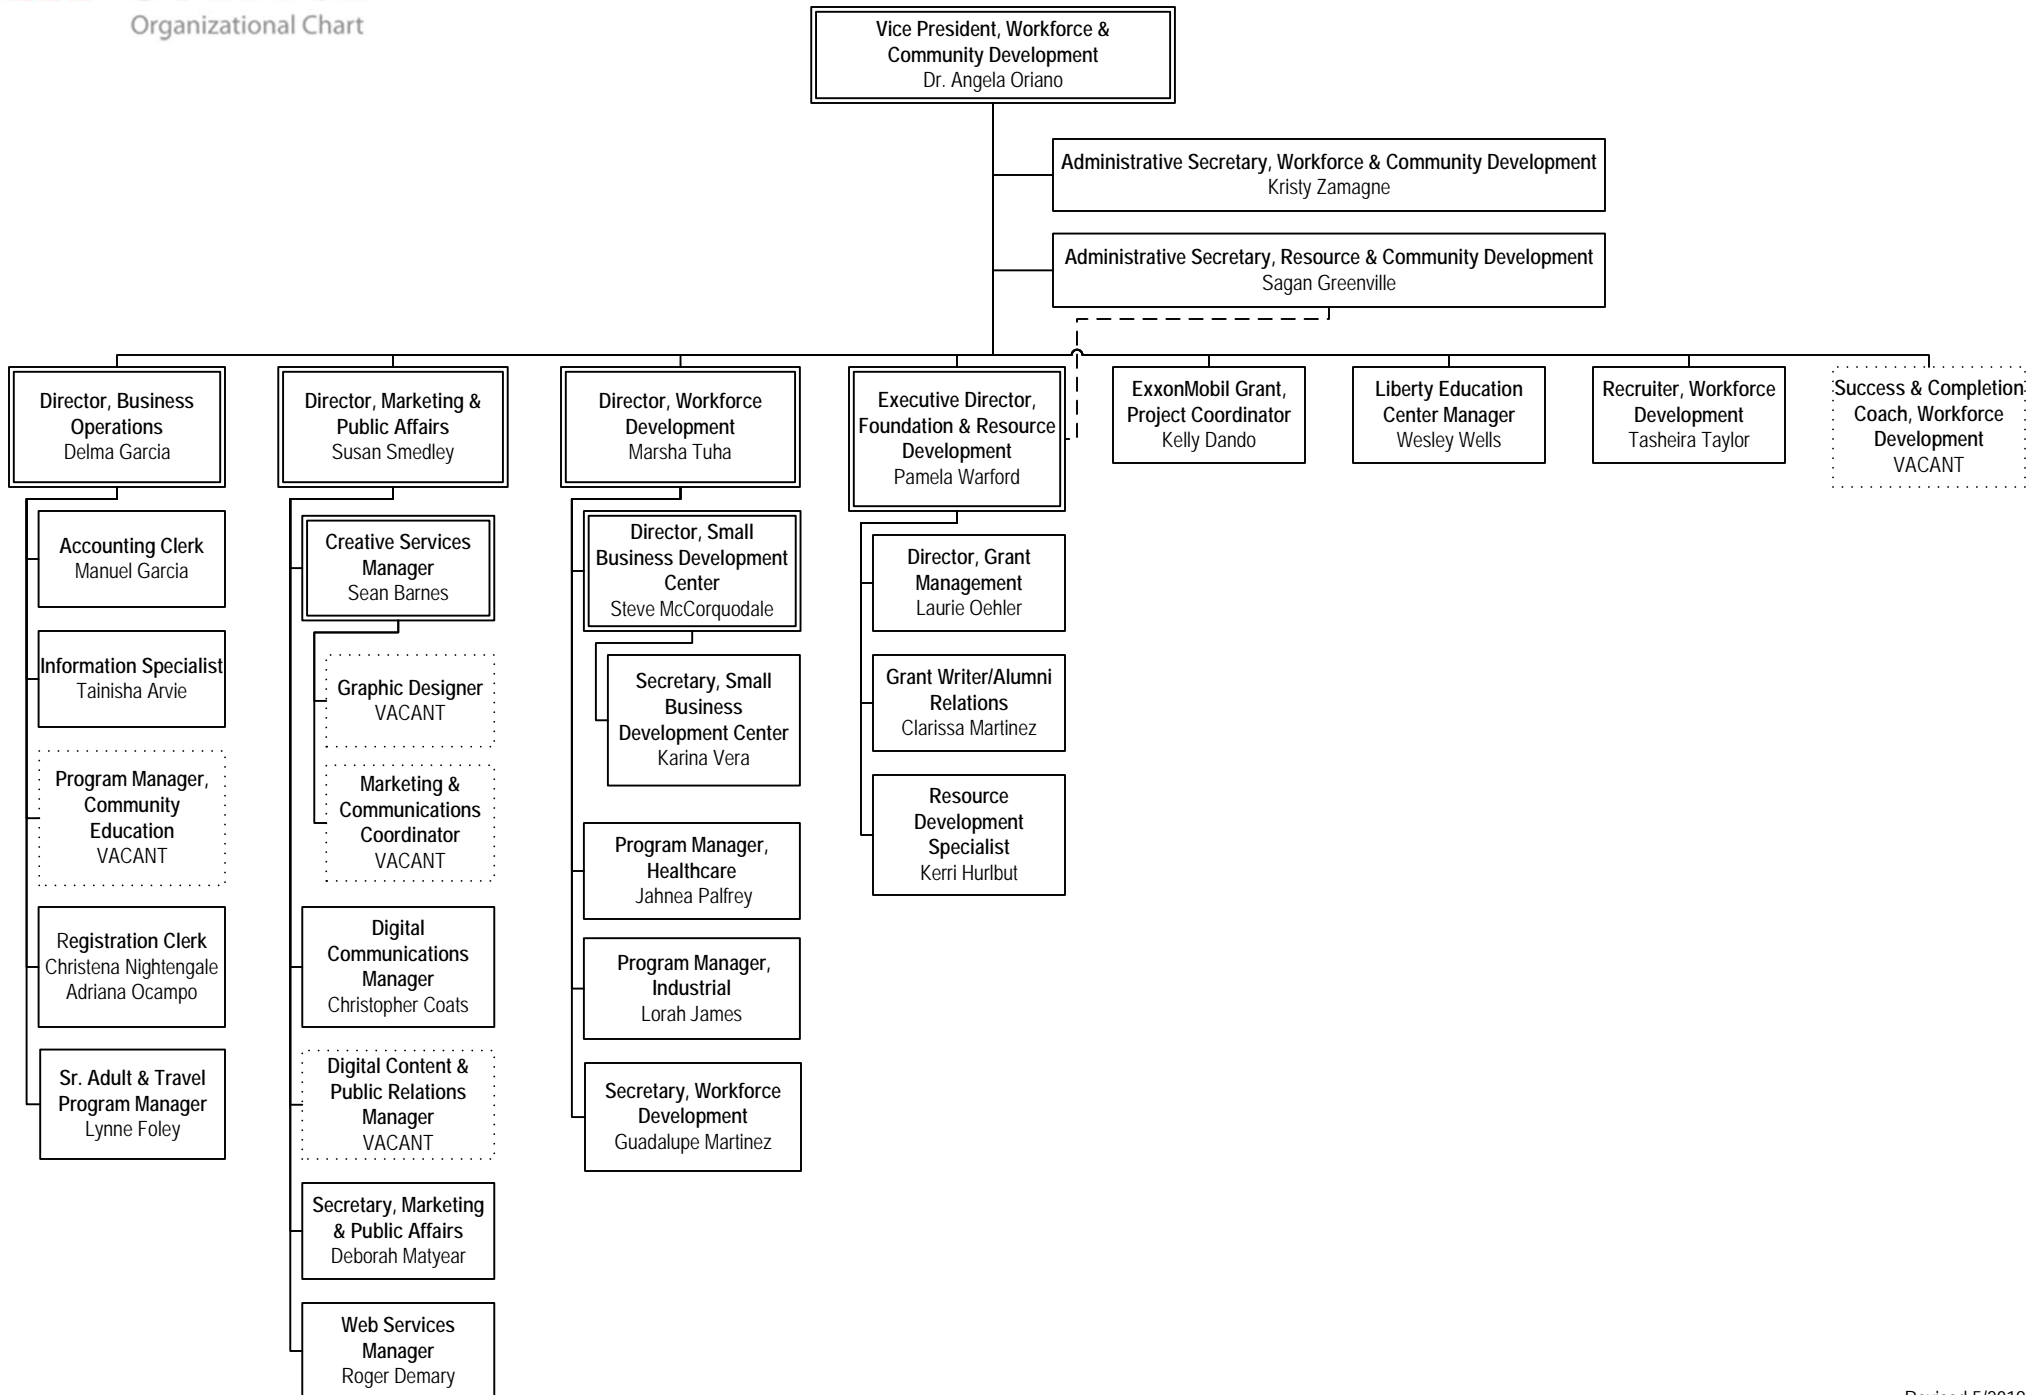 Organizational Chart
Vice President, Workforce &
Community Development
Dr. Angela Oriano
Administrative Secretary, Workforce & Community Development
Kristy Zamagne
Administrative Secretary, Resource & Community Development
Sagan Greenville
Director, Business
Operations
Delma Garcia
Director, Marketing &
Public Affairs
Susan Smedley
Director, Workforce
Development
Marsha Tuha
Executive Director,
Foundation & Resource
Development
Pamela Warford
ExxonMobil Grant,
Project Coordinator
Kelly Dando
Liberty Education
Center Manager
Wesley Wells
Recruiter, Workforce
Development
Tasheira Taylor
Success & Completion
Coach, Workforce
Development
VACANT
Accounting Clerk
Manuel Garcia
Information Specialist
Tainisha Arvie
Program Manager,
Community
Education
VACANT
Registration Clerk
Christena Nightengale
Adriana Ocampo
Sr. Adult & Travel
Program Manager
Lynne Foley
Creative Services
Manager
Sean Barnes
Graphic Designer
VACANT
Marketing &
Communications
Coordinator
VACANT
Digital
Communications
Manager
Christopher Coats
Digital Content &
Public Relations
Manager
VACANT
Secretary, Marketing
& Public Affairs
Deborah Matyear
Web Services
Manager
Roger Demary
Director, Small
Business Development
Center
Steve McCorquodale
Secretary, Small
Business
Development Center
Karina Vera
Program Manager,
Healthcare
Jahnea Palfrey
Program Manager,
Industrial
Lorah James
Secretary, Workforce
Development
Guadalupe Martinez
Director, Grant
Management
Laurie Oehler
Grant Writer/Alumni
Relations
Clarissa Martinez
Resource
Development
Specialist
Kerri Hurlbut